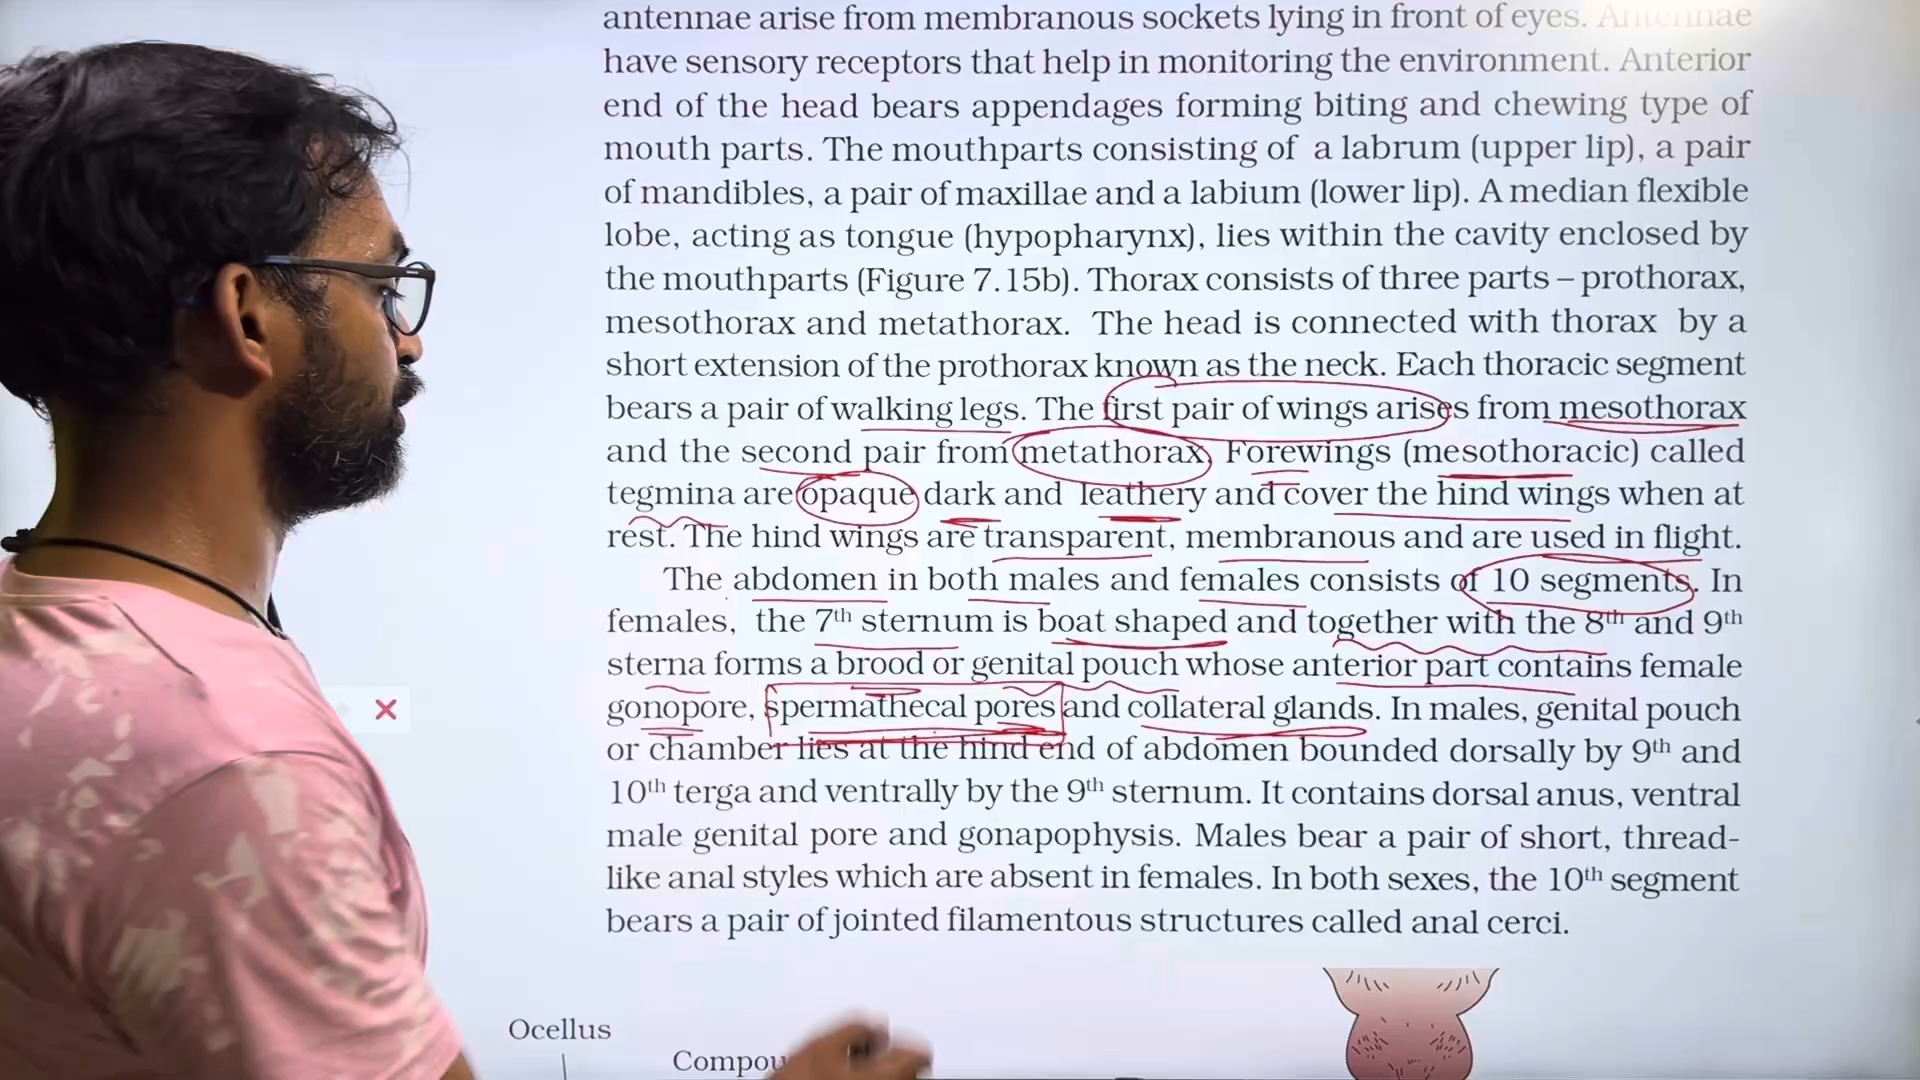 antennae arise from membranous sockets lying in front of eyes. Antennae
have sensory receptors that help in monitoring the environment. Anterior
end of the head bears appendages forming biting and chewing type of
mouth parts. The mouthparts consisting of a labrum (upper lip), a pair
of mandibles, a pair of maxillae and a labium (lower lip). A median flexible
lobe, acting as tongue (hypopharynx), lies within the cavity enclosed by
the mouthparts (Figure 7.15b). Thorax consists of three parts – prothorax,
mesothorax and metathorax. The head is connected with thorax by a
short extension of the prothorax known as the neck. Each thoracic segment
bears a pair of walking legs. The first pair of wings arises from mesothorax
and the second pair from metathorax. Forewings (mesothoracic) called
tegmina are opaque dark and leathery and cover the hind wings when at
rest. The hind wings are transparent, membranous and are used in flight.
The abdomen in both males and females consists of 10 segments. In
females, the 7th sternum is boat shaped and together with the 8th and 9th
sterna forms a brood or genital pouch whose anterior part contains female
gonopore, spermathecal pores and collateral glands. In males, genital pouch
or chamber lies at the hind end of abdomen bounded dorsally by 9th and
10th terga and ventrally by the 9th sternum. It contains dorsal anus, ventral
male genital pore and gonapophysis. Males bear a pair of short, thread-
like anal styles which are absent in females. In both sexes, the 10th segment
bears a pair of jointed filamentous structures called anal cerci.
Ocellus